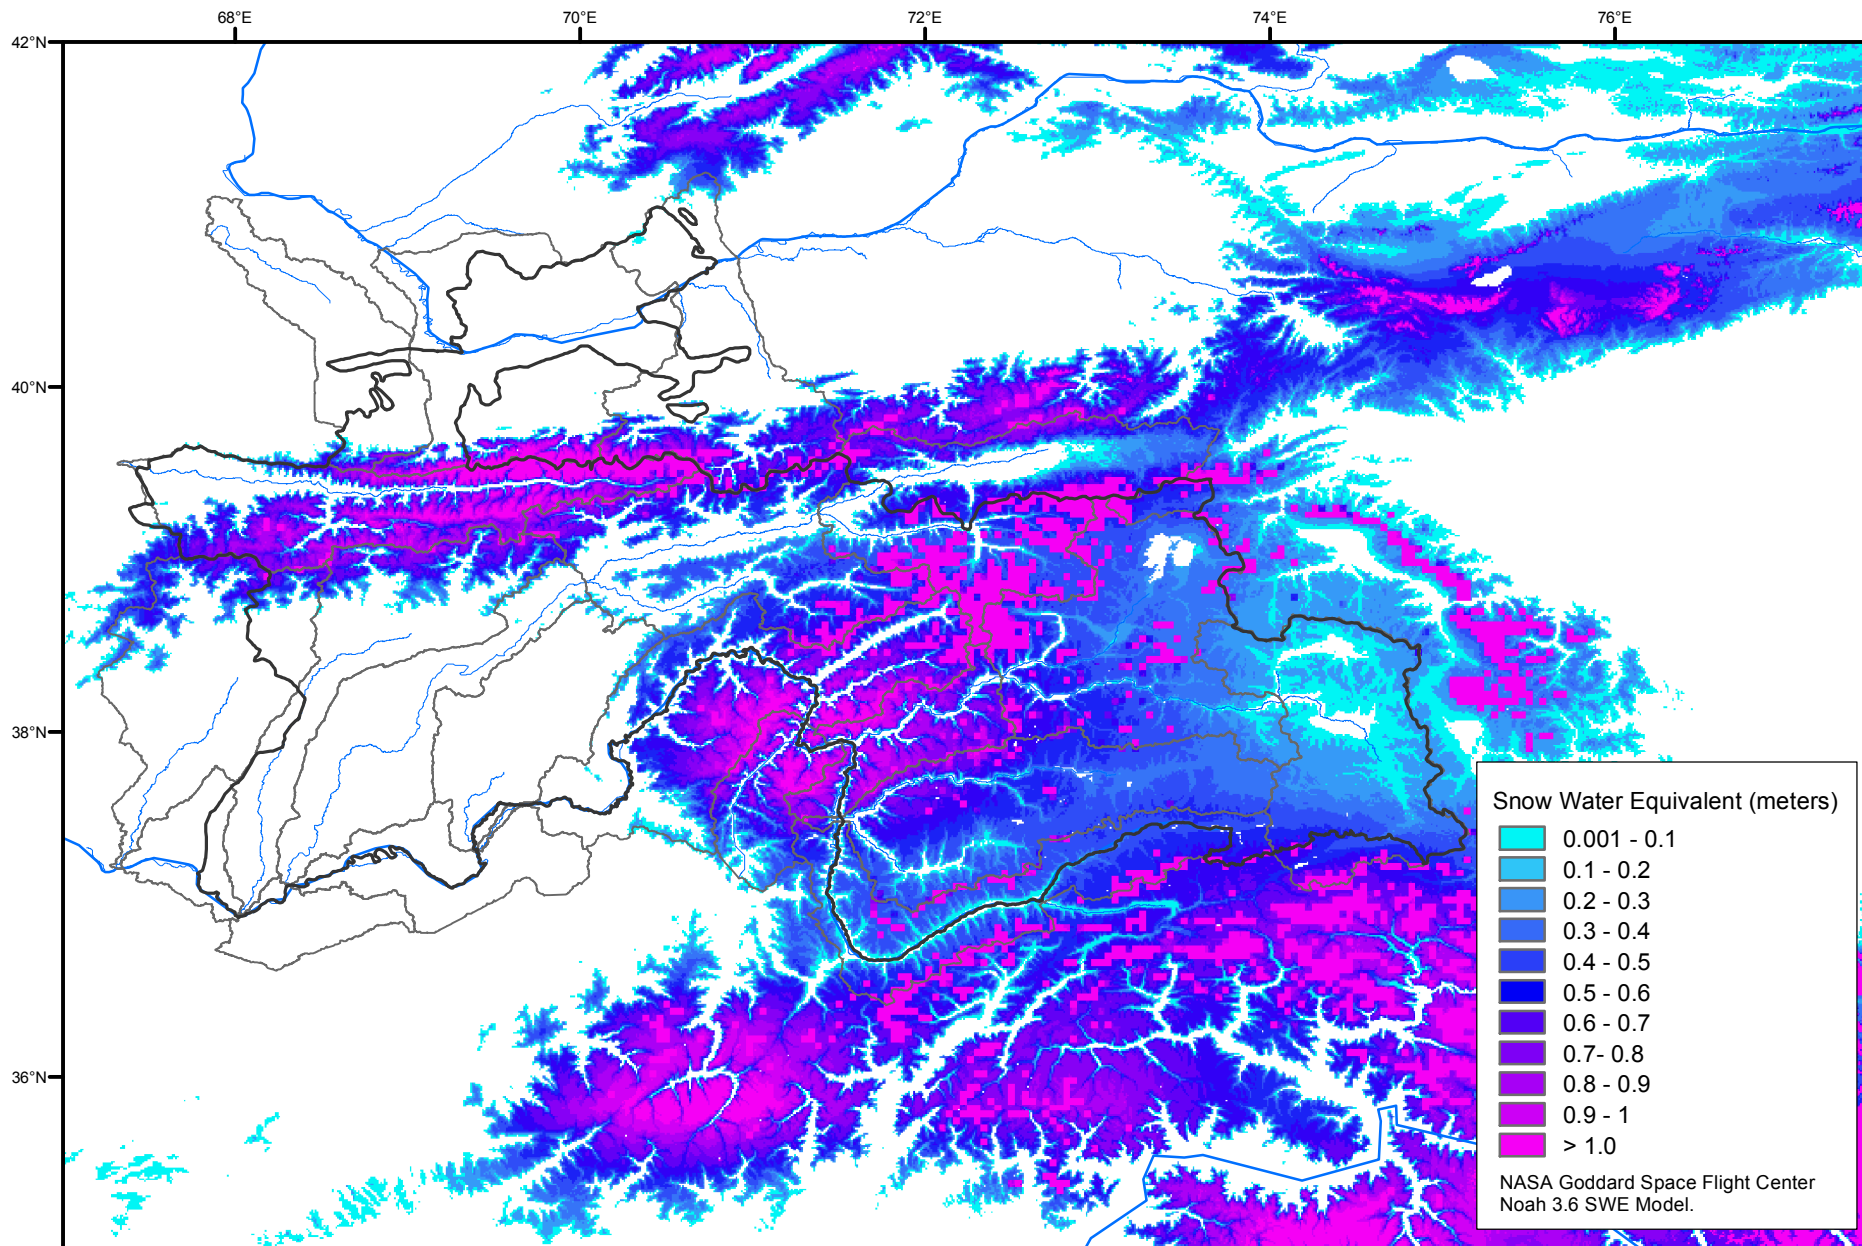 68°E 70°E 72°E 74°E 76°E
42°N
40°N
38°N
36°N
Snow Water Equivalent (meters)
0.001 - 0.1
0.1 - 0.2
0.2 - 0.3
0.3 - 0.4
0.4 - 0.5
0.5 - 0.6
0.6 - 0.7
0.7- 0.8
0.8 - 0.9
0.9 - 1
> 1.0
NASA Goddard Space Flight Center
Noah 3.6 SWE Model.